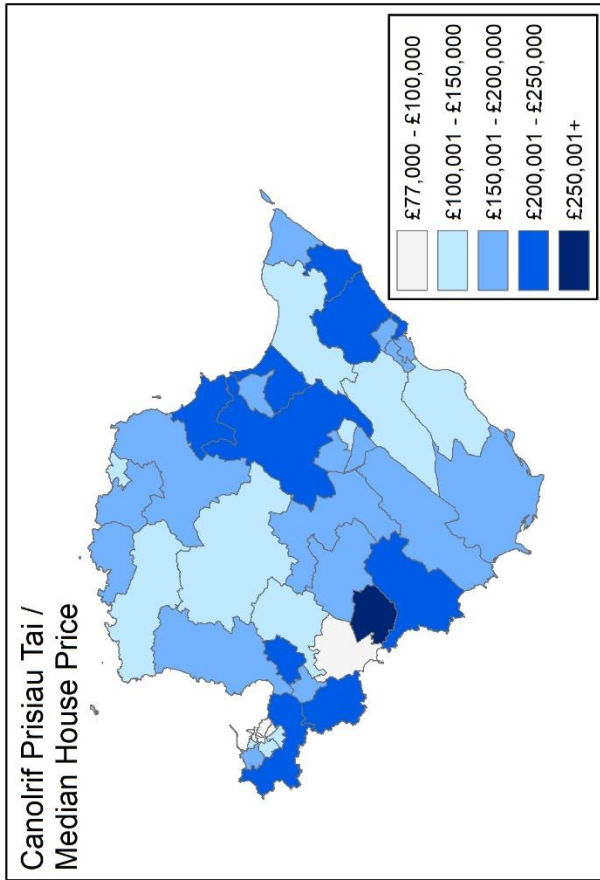 Canolrif Prisiau Tai /
Median House Price
£77,000 - £100,000
£100,001 - £150,000
£150,001 - £200,000
£200,001 - £250,000
£250,001+